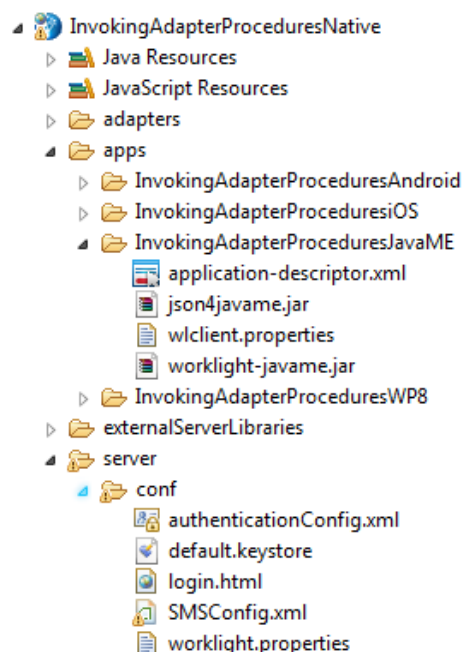 InvokingAdapterProceduresNative
Java Resources
JavaScript Resources
adapters
apps
InvokingAdapterProceduresAndroid
InvokingAdapterProceduresiOS
InvokingAdapterProceduresJavaME
application-descriptor.xml
json4javame.jar
wlclient.properties
worklight-javame.jar
InvokingAdapterProceduresWP8
externalServerLibraries
server
conf
authenticationConfig.xml
default.keystore
login.html
SMSConfig.xml
worklight.properties